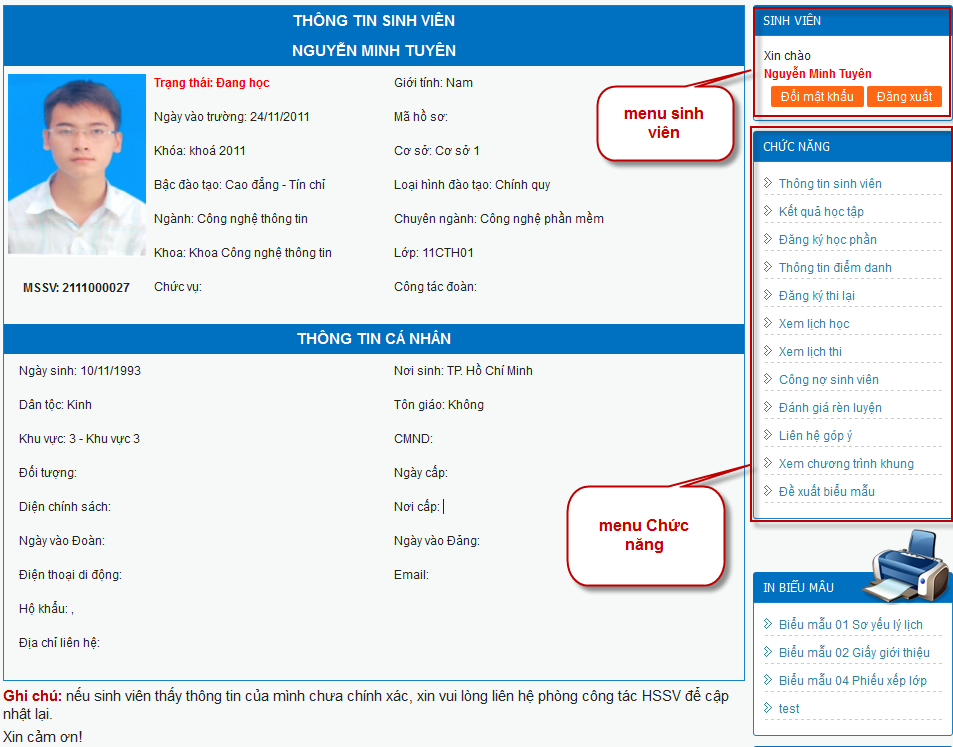 THÔNG TIN SINH VIÊN
NGUYỄN MINH TUYÊN
Trạng thái: Đang học
Giới tính: Nam
Ngày vào trường: 24/11/2011
Mã hồ sơ:
Khóa: khoá 2011
Cơ sở: Cơ sở 1
Bậc đào tạo: Cao đẳng - Tín chỉ
Loại hình đào tạo: Chính quy
Ngành: Công nghệ thông tin
Chuyên ngành: Công nghệ phần mềm
Khoa: Khoa Công nghệ thông tin
Lớp: 11CTH01
MSSV: 2111000027
Chức vụ:
Công tác đoàn:
THÔNG TIN CÁ NHÂN
Ngày sinh: 10/11/1993
Nơi sinh: TP. Hồ Chí Minh
Dân tộc: Kinh
Tôn giáo: Không
Khu vực: 3 - Khu vực 3
CMND:
Đối tượng:
Ngày cấp:
Diện chính sách:
Nơi cấp:
Ngày vào Đoàn:
Ngày vào Đảng:
Điện thoại di động:
Email:
Hộ khẩu: ,
Địa chỉ liên hệ:
Ghi chú: nếu sinh viên thấy thông tin của mình chưa chính xác, xin vui lòng liên hệ phòng công tác HSSV để cập
nhật lại.
Xin cảm ơn!
menu sinh
viên
menu Chức
năng
SINH VIÊN
Xin chào
Nguyễn Minh Tuyên
Đổi mật khẩu
Đăng xuất
CHỨC NĂNG
Thông tin sinh viên
Kết quả học tập
Đăng ký học phần
Thông tin điểm danh
Đăng ký thi lại
Xem lịch học
Xem lịch thi
Công nợ sinh viên
Đánh giá rèn luyện
Liên hệ góp ý
Xem chương trình khung
Đề xuất biểu mẫu
IN BIỂU MẪU
Biểu mẫu 01 Sơ yếu lý lịch
Biểu mẫu 02 Giấy giới thiệu
Biểu mẫu 04 Phiếu xếp lớp
test